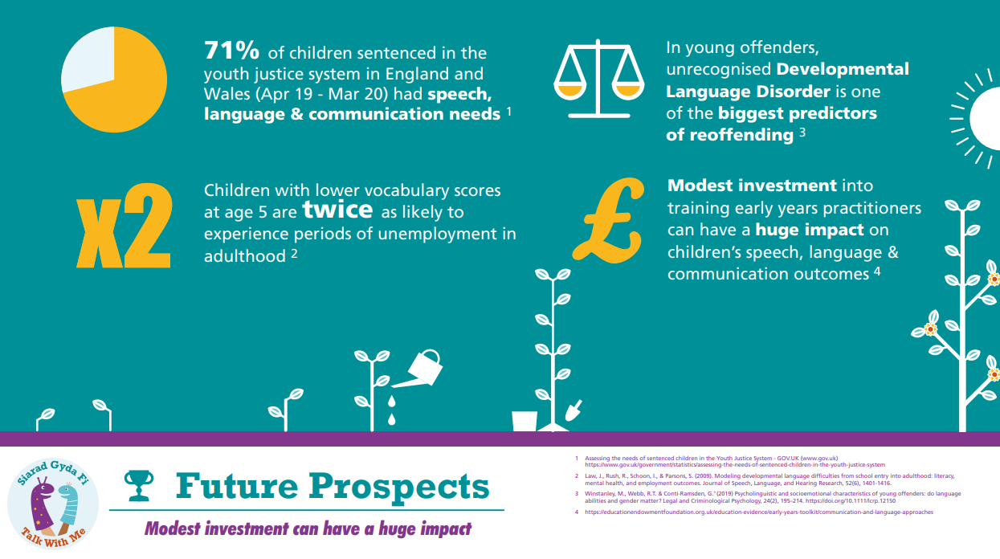 71% of children sentenced in the
youth justice system in England and
Wales (Apr 19 - Mar 20) had speech,
language & communication needs 1
In young offenders,
unrecognised Developmental
Language Disorder is one
of the biggest predictors
of reoffending 3
x2
Children with lower vocabulary scores
at age 5 are twice as likely to
experience periods of unemployment in
adulthood 2
£
Modest investment into
training early years practitioners
can have a huge impact on
children's speech, language &
communication outcomes 4
Siarad Gyda Fi
Talk With Me
Future Prospects
Modest investment can have a huge impact
1 Assessing the needs of sentenced children in the Youth Justice System - GOV.UK (www.gov.uk)
https://www.gov.uk/government/statistics/assessing-the-needs-of-sentenced-children-in-the-youth-justice-system
2 Law, J., Rush, R., Schoon, I., & Parsons, S. (2009). Modeling developmental language difficulties from school entry into adulthood: literacy,
mental health, and employment outcomes. Journal of Speech, Language, and Hearing Research, 52(6), 1401-1416.
3 Winstanley, M., Webb, R.T. & Conti-Ramsden, G." (2019) Psycholinguistic and socioemotional characteristics of young offenders: do language
abilities and gender matter? Legal and Criminological Psychology, 24(2), 195–214. https://doi.org/10.1111/lcrp.12150
4 https://educationendowmentfoundation.org.uk/education-evidence/early-years-toolkit/communication-and-language-approaches